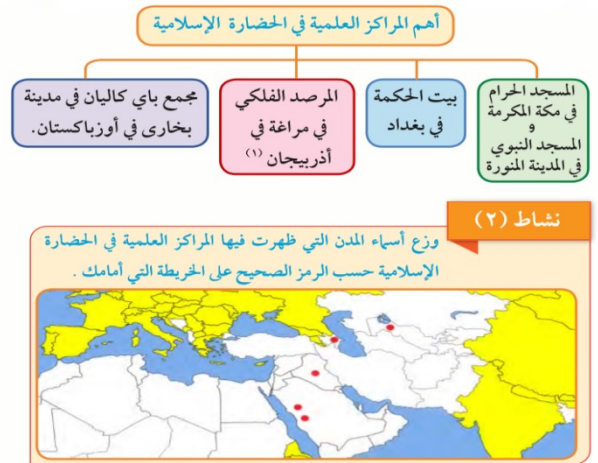 أهم المراكز العلمية في الحضارة الإسلامية
المسجد الحرام
في مكة المكرمة
و
المسجد النبوي
في المدينة المنورة
بيت الحكمة
في بغداد
المرصد الفلكي
في مراغة في
أذربيجان (١)
مجمع باي كاليان في مدينة
بخارى في أوزباكستان.
نشاط (٢)
وزع أسماء المدن التي ظهرت فيها المراكز العلمية في الحضارة
الإسلامية حسب الرمز الصحيح على الخريطة التي أمامك .